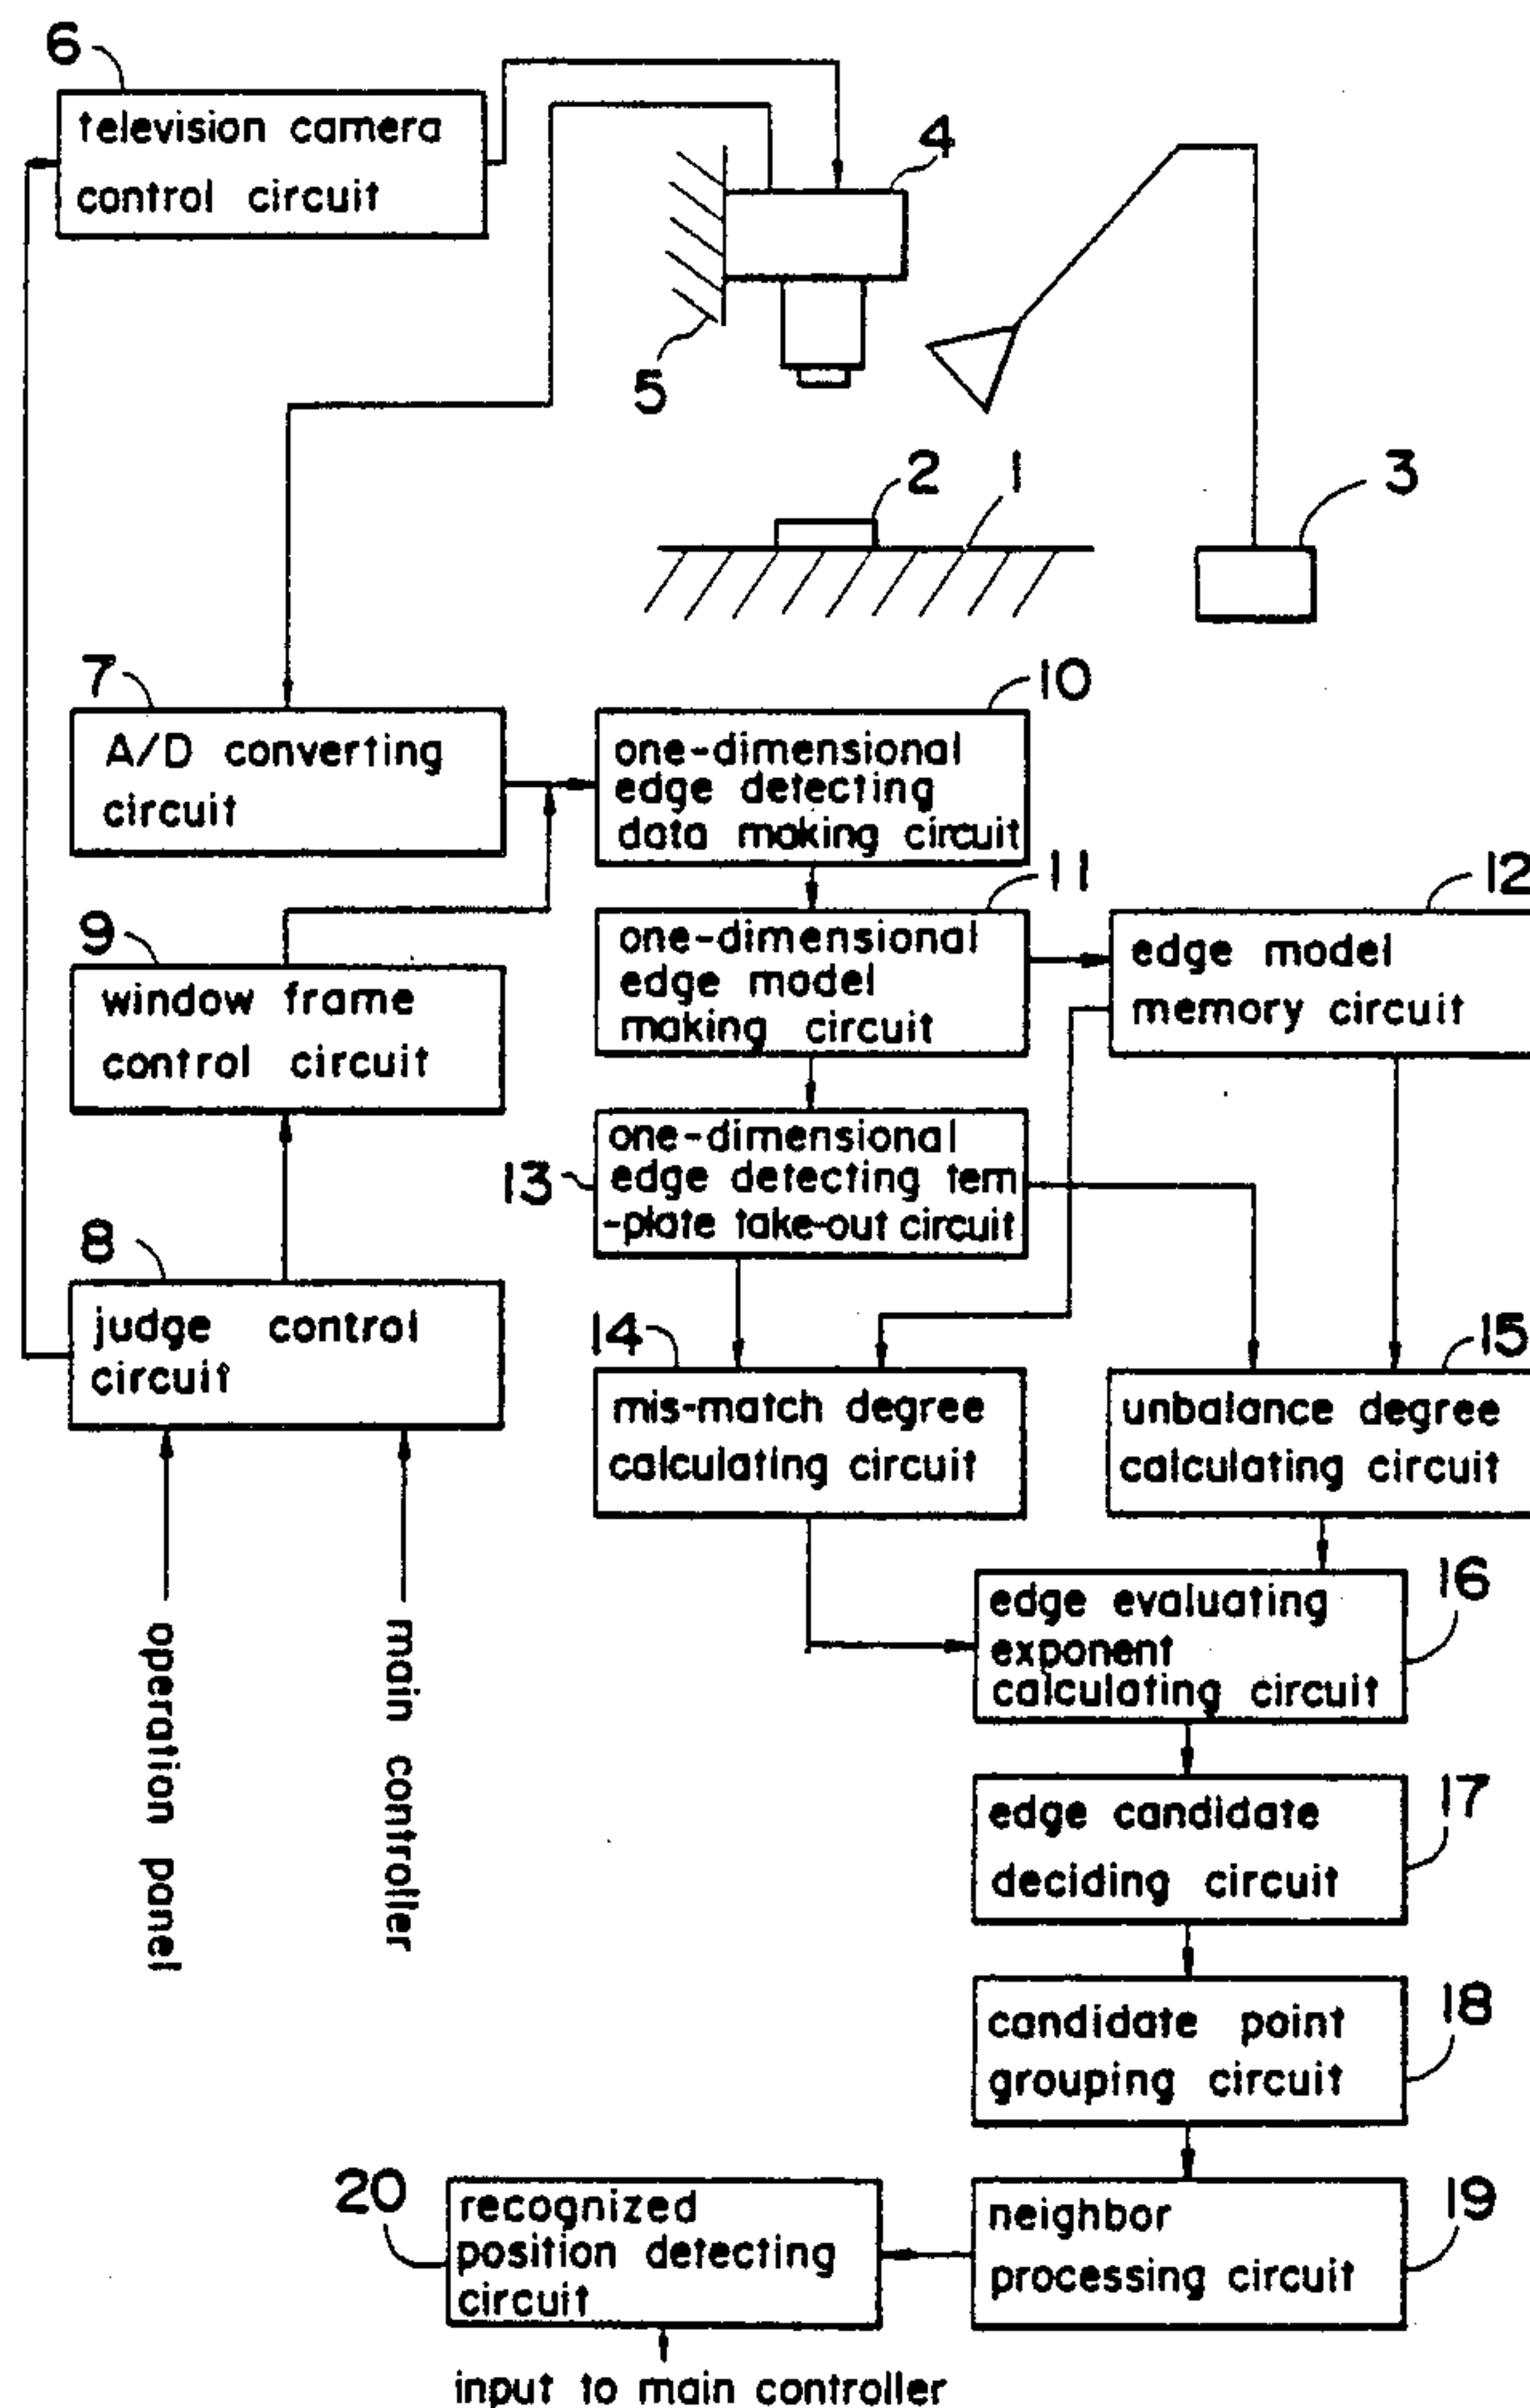 6
television camera
control circuit
4
5
2
1
3
7
A/D converting
circuit
10
one-dimensional
edge detecting
data making circuit
11
one-dimensional
edge model
making circuit
12
edge model
memory circuit
9
window frame
control circuit
13
one-dimensional
edge detecting tem
-plate take-out circuit
8
judge control
circuit
14
mis-match degree
calculating circuit
15
unbalance degree
calculating circuit
operation panel
main controller
16
edge evaluating
exponent
calculating circuit
17
edge candidate
deciding circuit
18
candidate point
grouping circuit
19
neighbor
processing circuit
20
recognized
position detecting
circuit
input to main controller